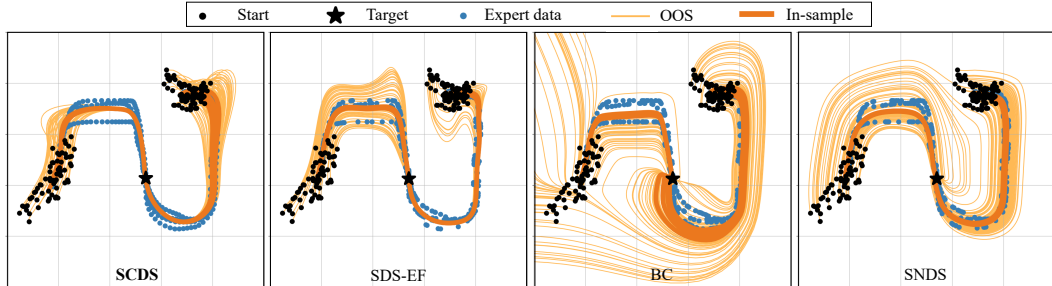 Start Target Expert data OOS In-sample
SCDS SDS-EF BC SNDS